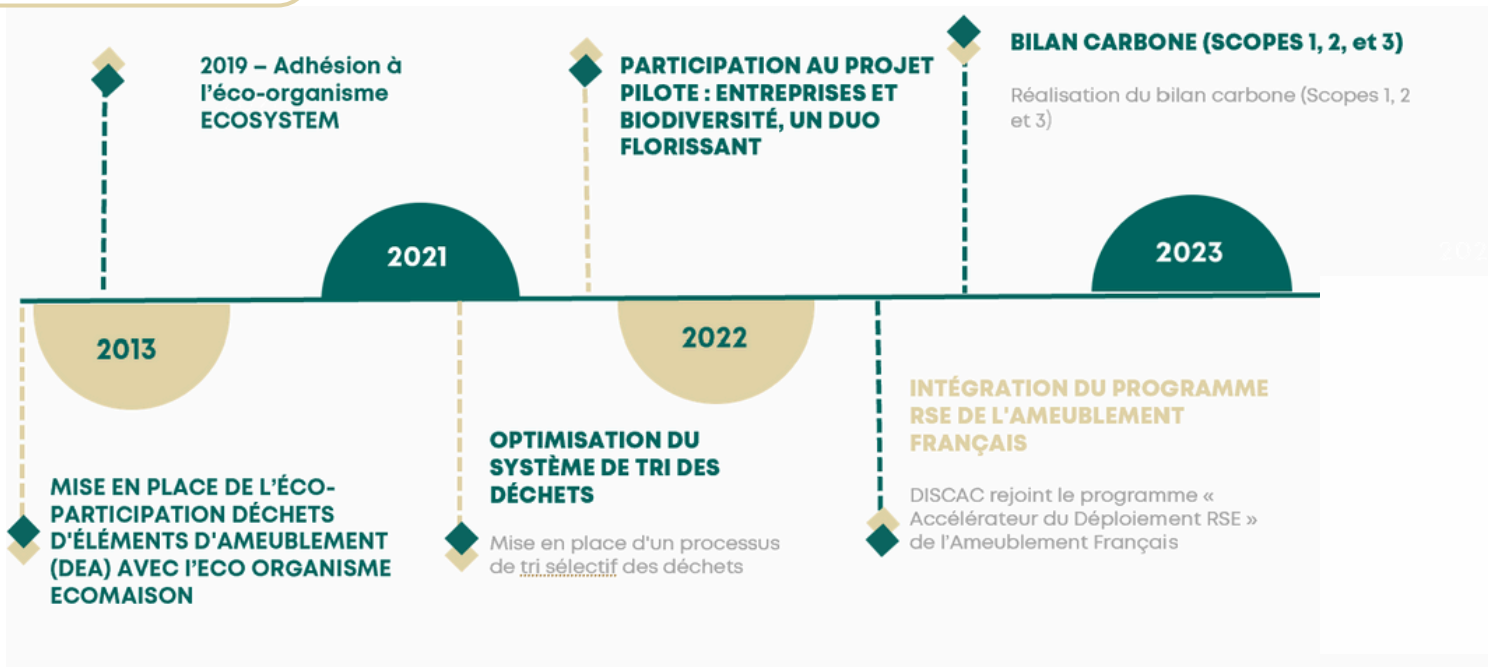 2019 – Adhésion à
l'éco-organisme
ECOSYSTEM
PARTICIPATION AU PROJET
PILOTE : ENTREPRISES ET
BIODIVERSITÉ, UN DUO
FLORISSANT
BILAN CARBONE (SCOPES 1, 2, et 3)
Réalisation du bilan carbone (Scopes 1, 2
et 3)
2021
2023
2013
2022
MISE EN PLACE DE L'ÉCO-
PARTICIPATION DÉCHETS
D'ÉLÉMENTS D'AMEUBLEMENT
(DEA) AVEC l'ECO ORGANISME
ECOMAISON
OPTIMISATION DU
SYSTÈME DE TRI DES
DÉCHETS
Mise en place d'un processus
de tri sélectif des déchets
INTÉGRATION DU PROGRAMME
RSE DE L'AMEUBLEMENT
FRANÇAIS
DISCAC rejoint le programme «
Accélérateur du Déploiement RSE »
de l'Ameublement Français